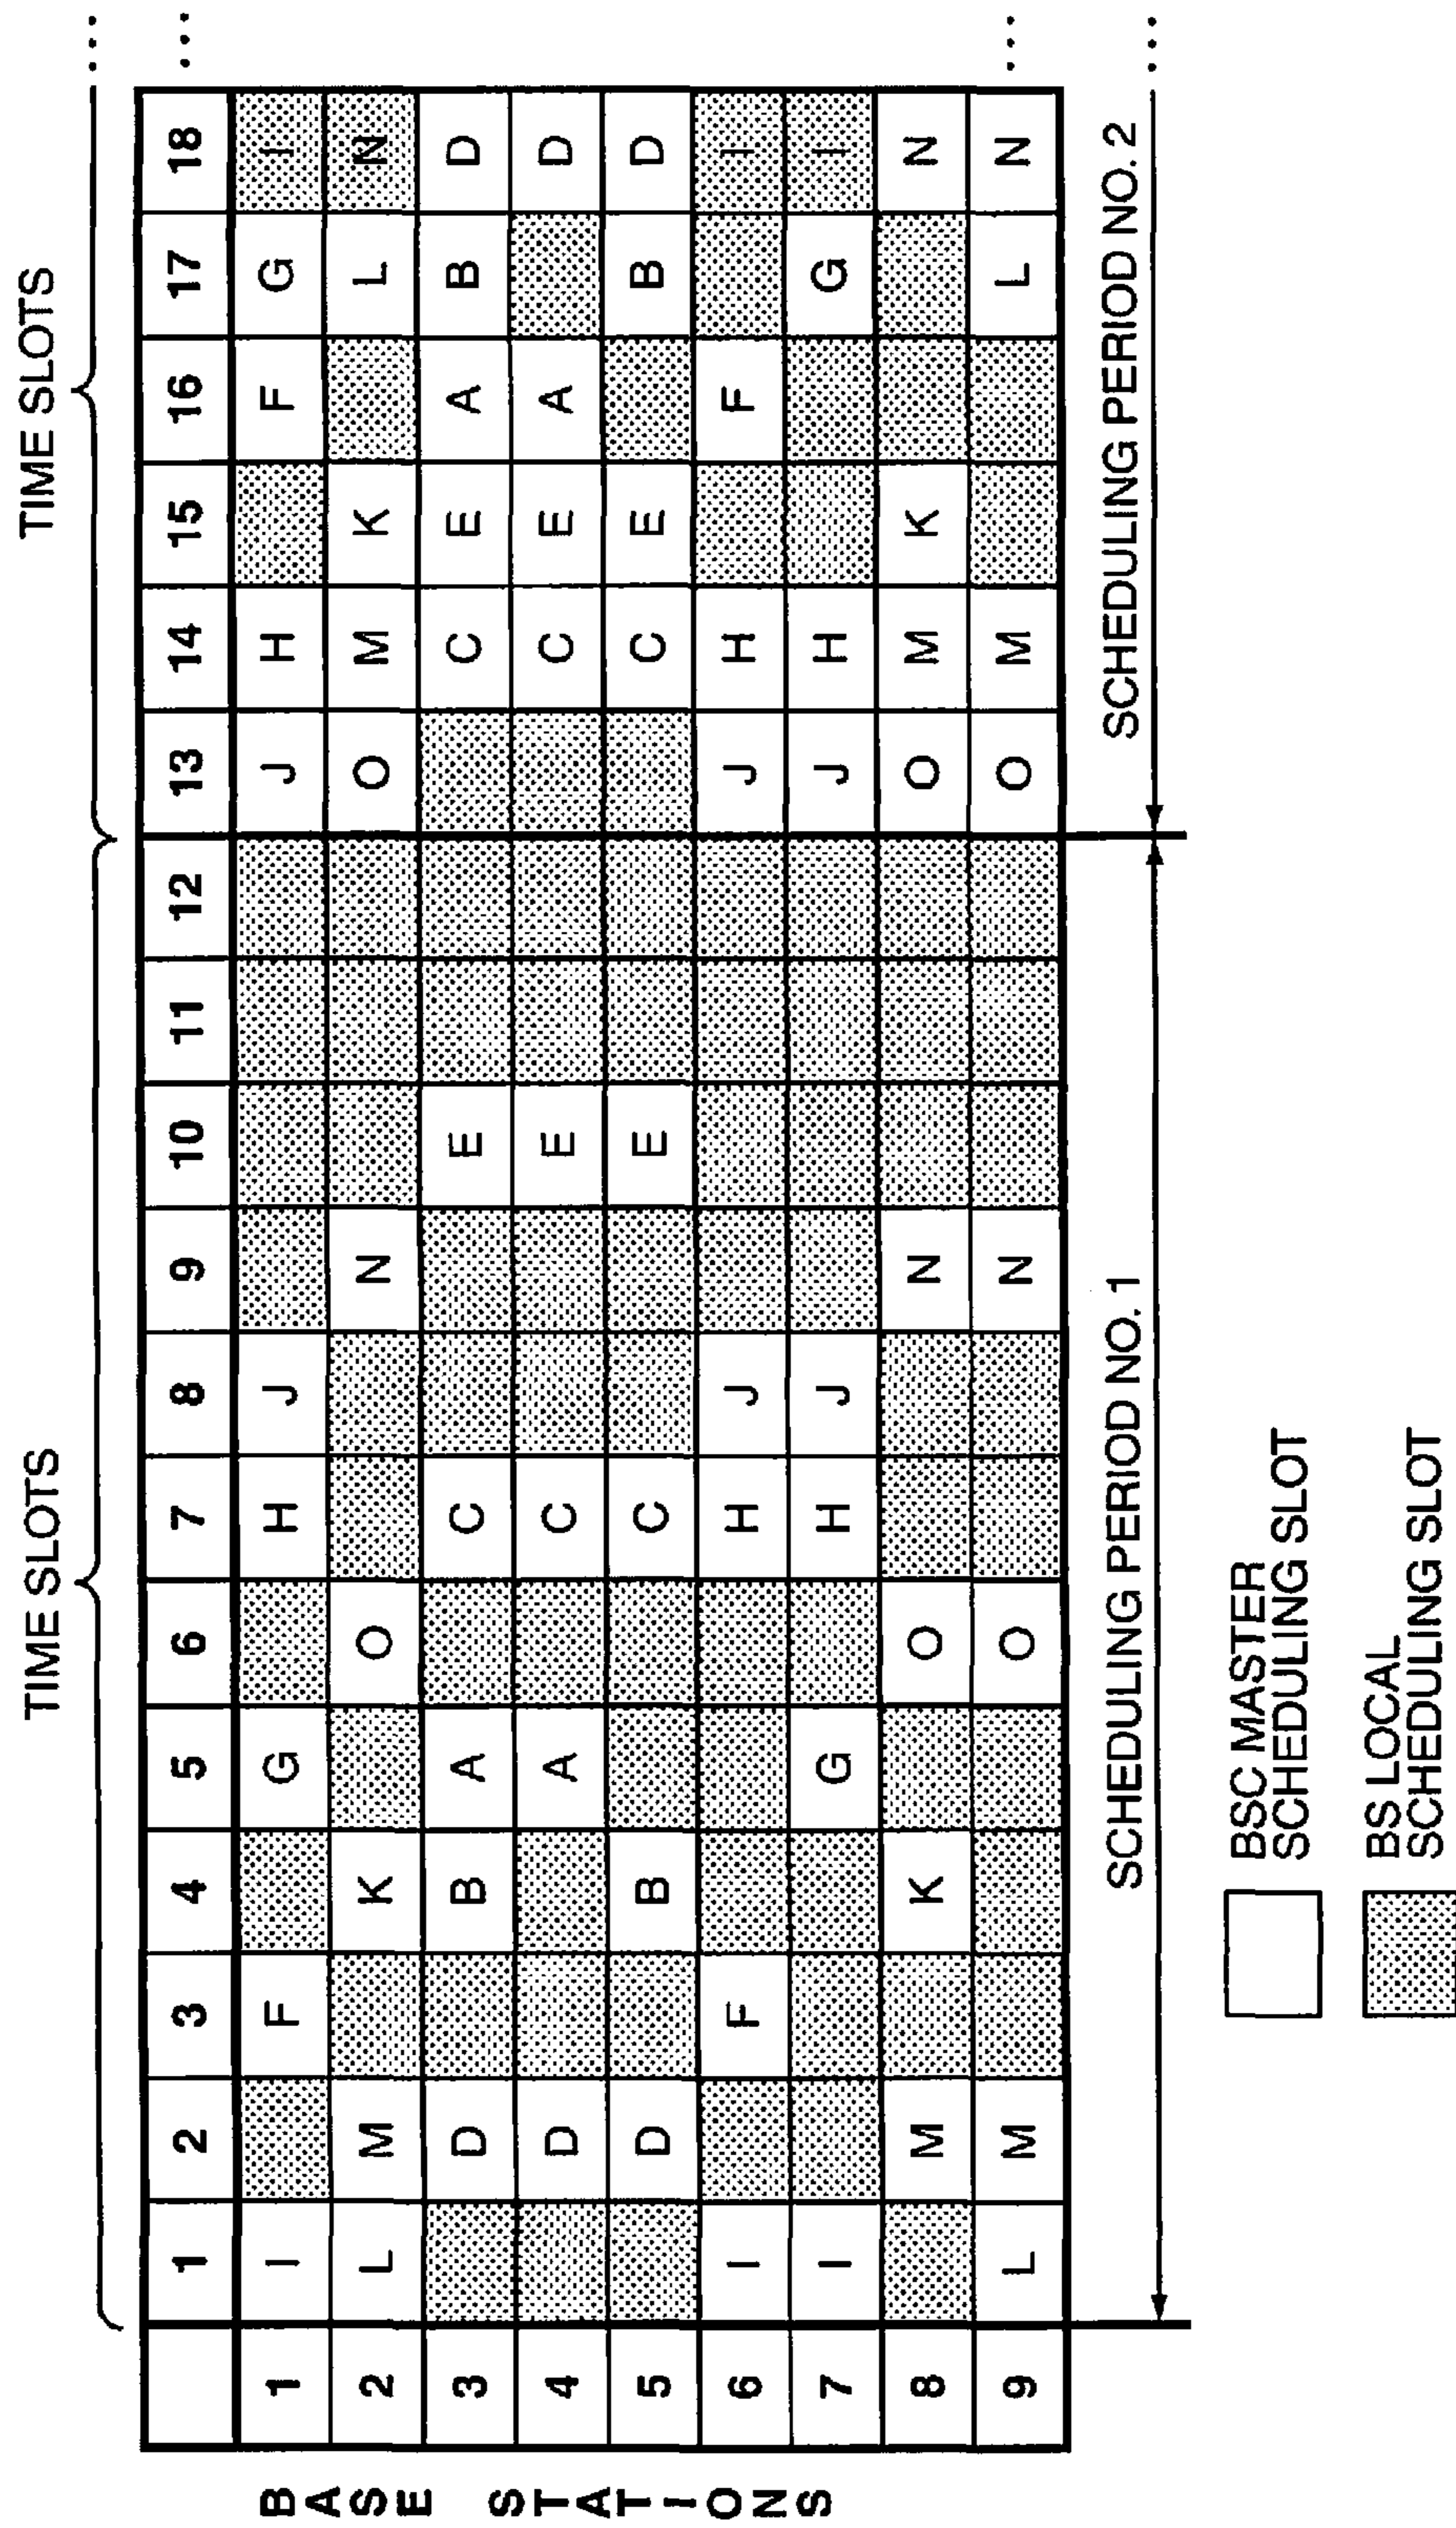 TIME SLOTS TIME SLOTS
1 2 3 4 5 6 7 8 9 10 11 12 13 14 15 16 17 18 ...
1 I F G H J J H F G I
2 L M K O N O M K L N
3 D B A C E C E A B D
4 D A C E C E A D
5 D B C E C E B D
6 I F H J J H F I
7 I G H J J H G I
8 M K O N O M K N
9 L M O N O M L N ...
BASE STATIONS
SCHEDULING PERIOD NO. 1 SCHEDULING PERIOD NO. 2 ...
BSC MASTER
SCHEDULING SLOT
BS LOCAL
SCHEDULING SLOT